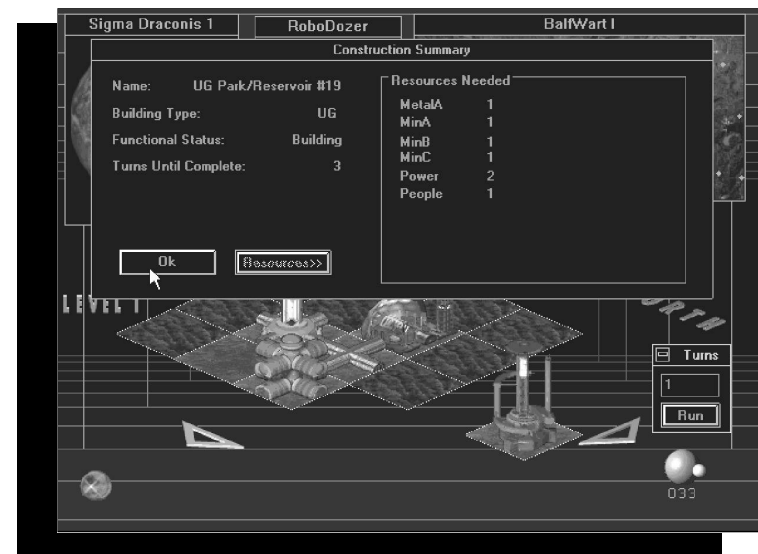 Sigma Draconis 1
RoboDozer
BalfWart I
Construction Summary
Name: UG Park/Reservoir #19
Building Type: UG
Functional Status: Building
Turns Until Complete: 3
Resources Needed
MetalA 1
MinA 1
MinB 1
MinC 1
Power 2
People 1
Ok
Resources>>
LEVEL 1
Turns
1
Run
033